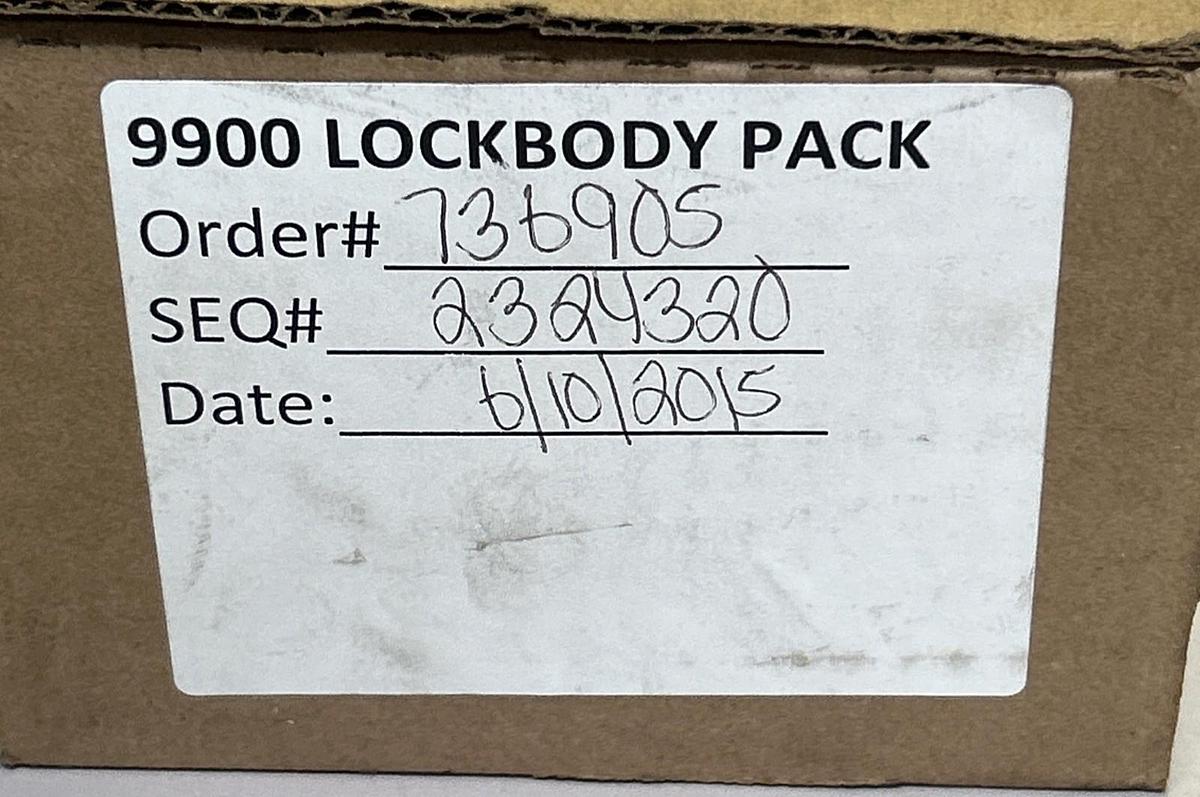 9900 LOCKBODY PACK
Order# 736905
SEQ# 2324320
Date: 6/10/2015